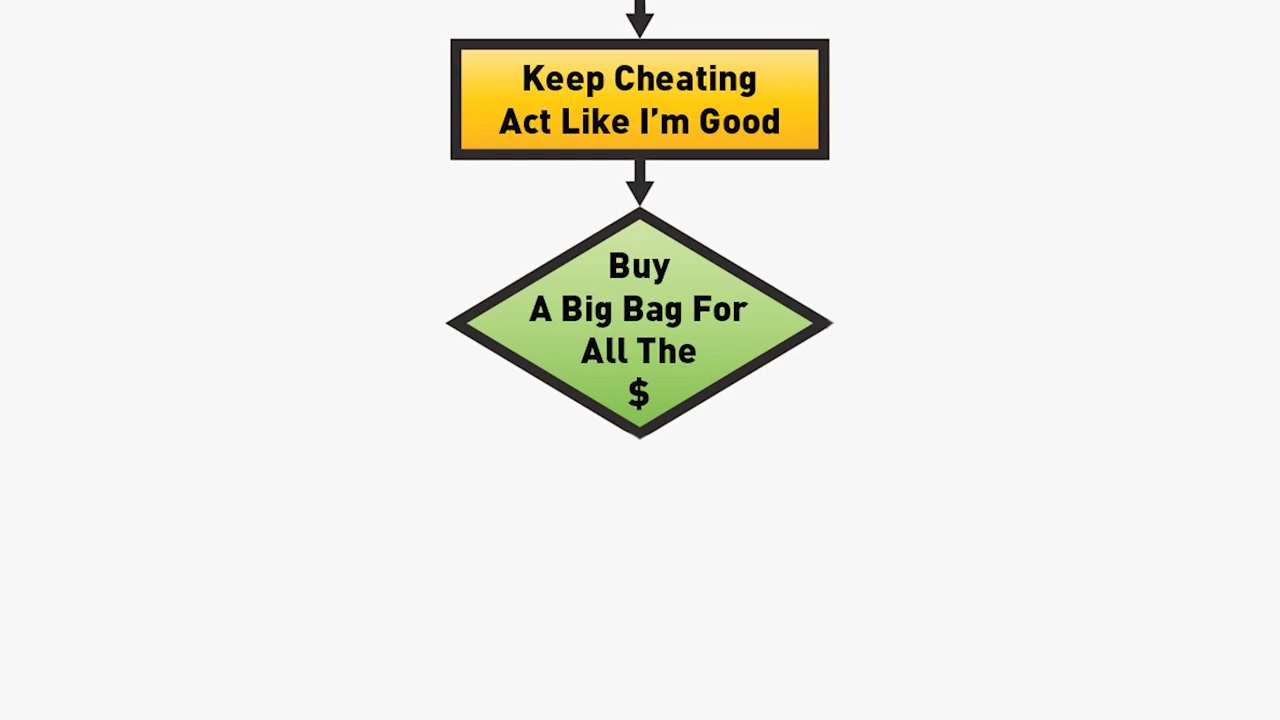 Keep Cheating
Act Like I’m Good
Buy
A Big Bag For
All The
$